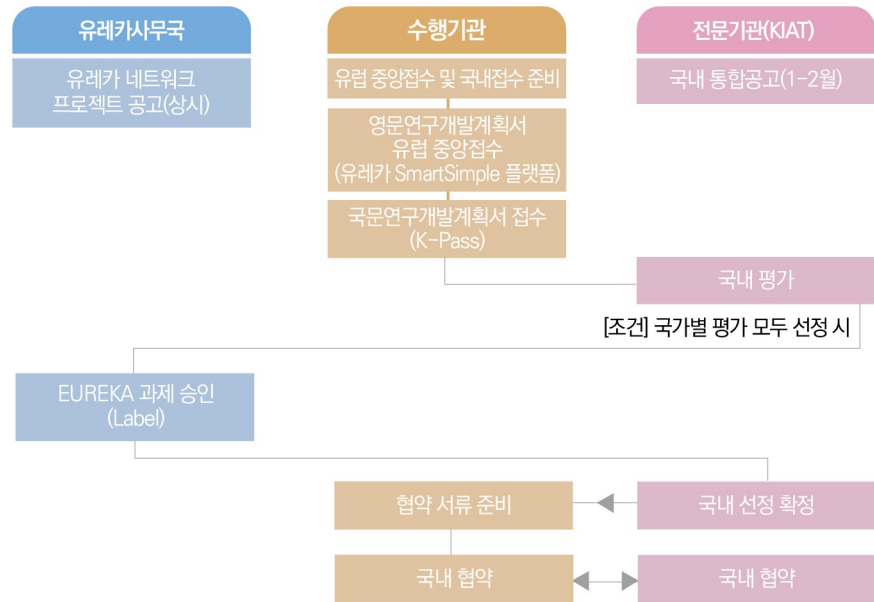 유레카사무국
수행기관
전문기관(KIAT)
유레카 네트워크
프로젝트 공고(상시)
유럽 중앙접수 및 국내접수 준비
국내 통합공고(1-2월)
영문연구개발계획서
유럽 중앙접수
(유레카 SmartSimple 플랫폼)
국문연구개발계획서 접수
(K-Pass)
국내 평가
[조건] 국가별 평가 모두 선정 시
EUREKA 과제 승인
(Label)
협약 서류 준비
국내 선정 확정
국내 협약
국내 협약